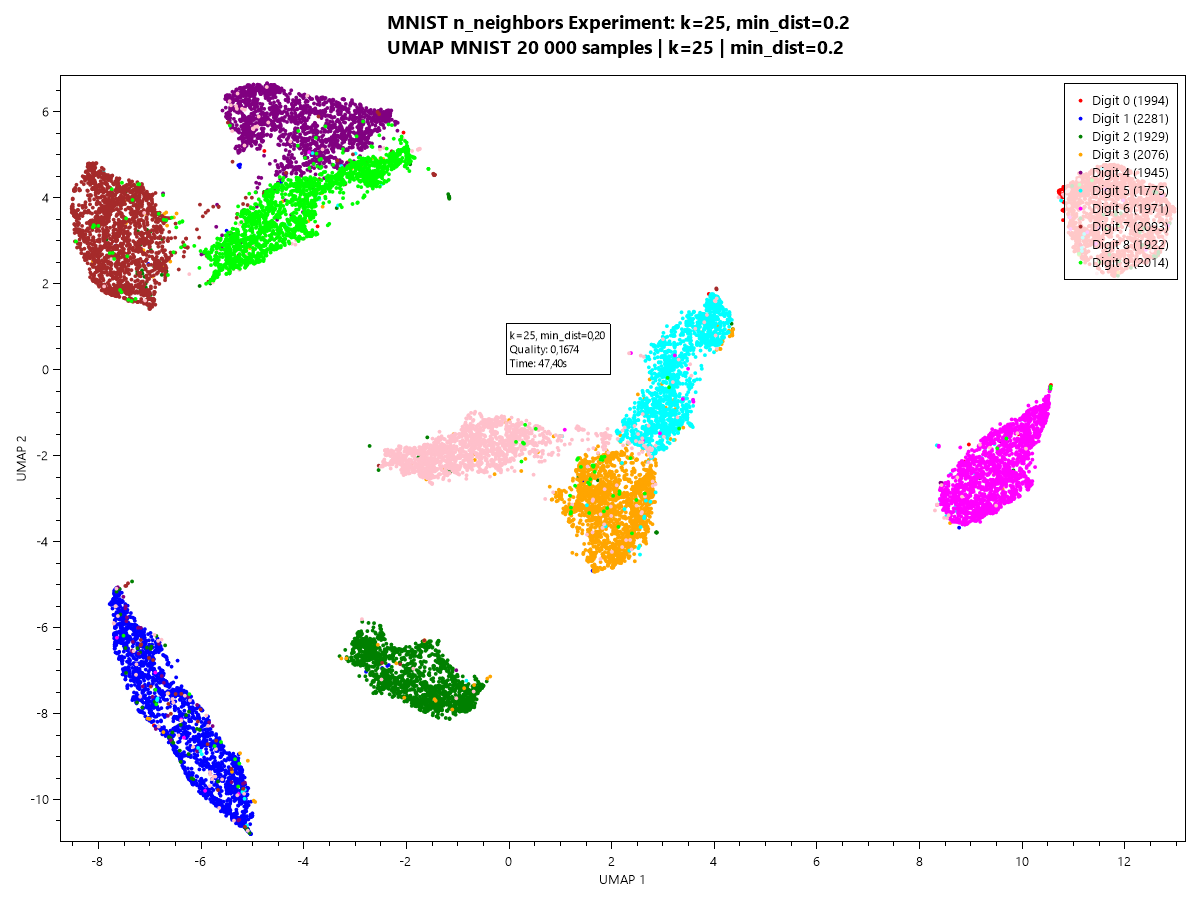 MNIST n_neighbors Experiment: k=25, min_dist=0.2
UMAP MNIST 20 000 samples | k=25 | min_dist=0.2
Digit 0 (1994)
Digit 1 (2281)
Digit 2 (1929)
Digit 3 (2076)
Digit 4 (1945)
Digit 5 (1775)
Digit 6 (1971)
Digit 7 (2093)
Digit 8 (1922)
Digit 9 (2014)
k=25, min_dist=0,20
Quality: 0,1674
Time: 47,40s
UMAP 2
6
4
2
0
-2
-4
-6
-8
-10
-8
-6
-4
-2
0
2
4
6
8
10
12
UMAP 1